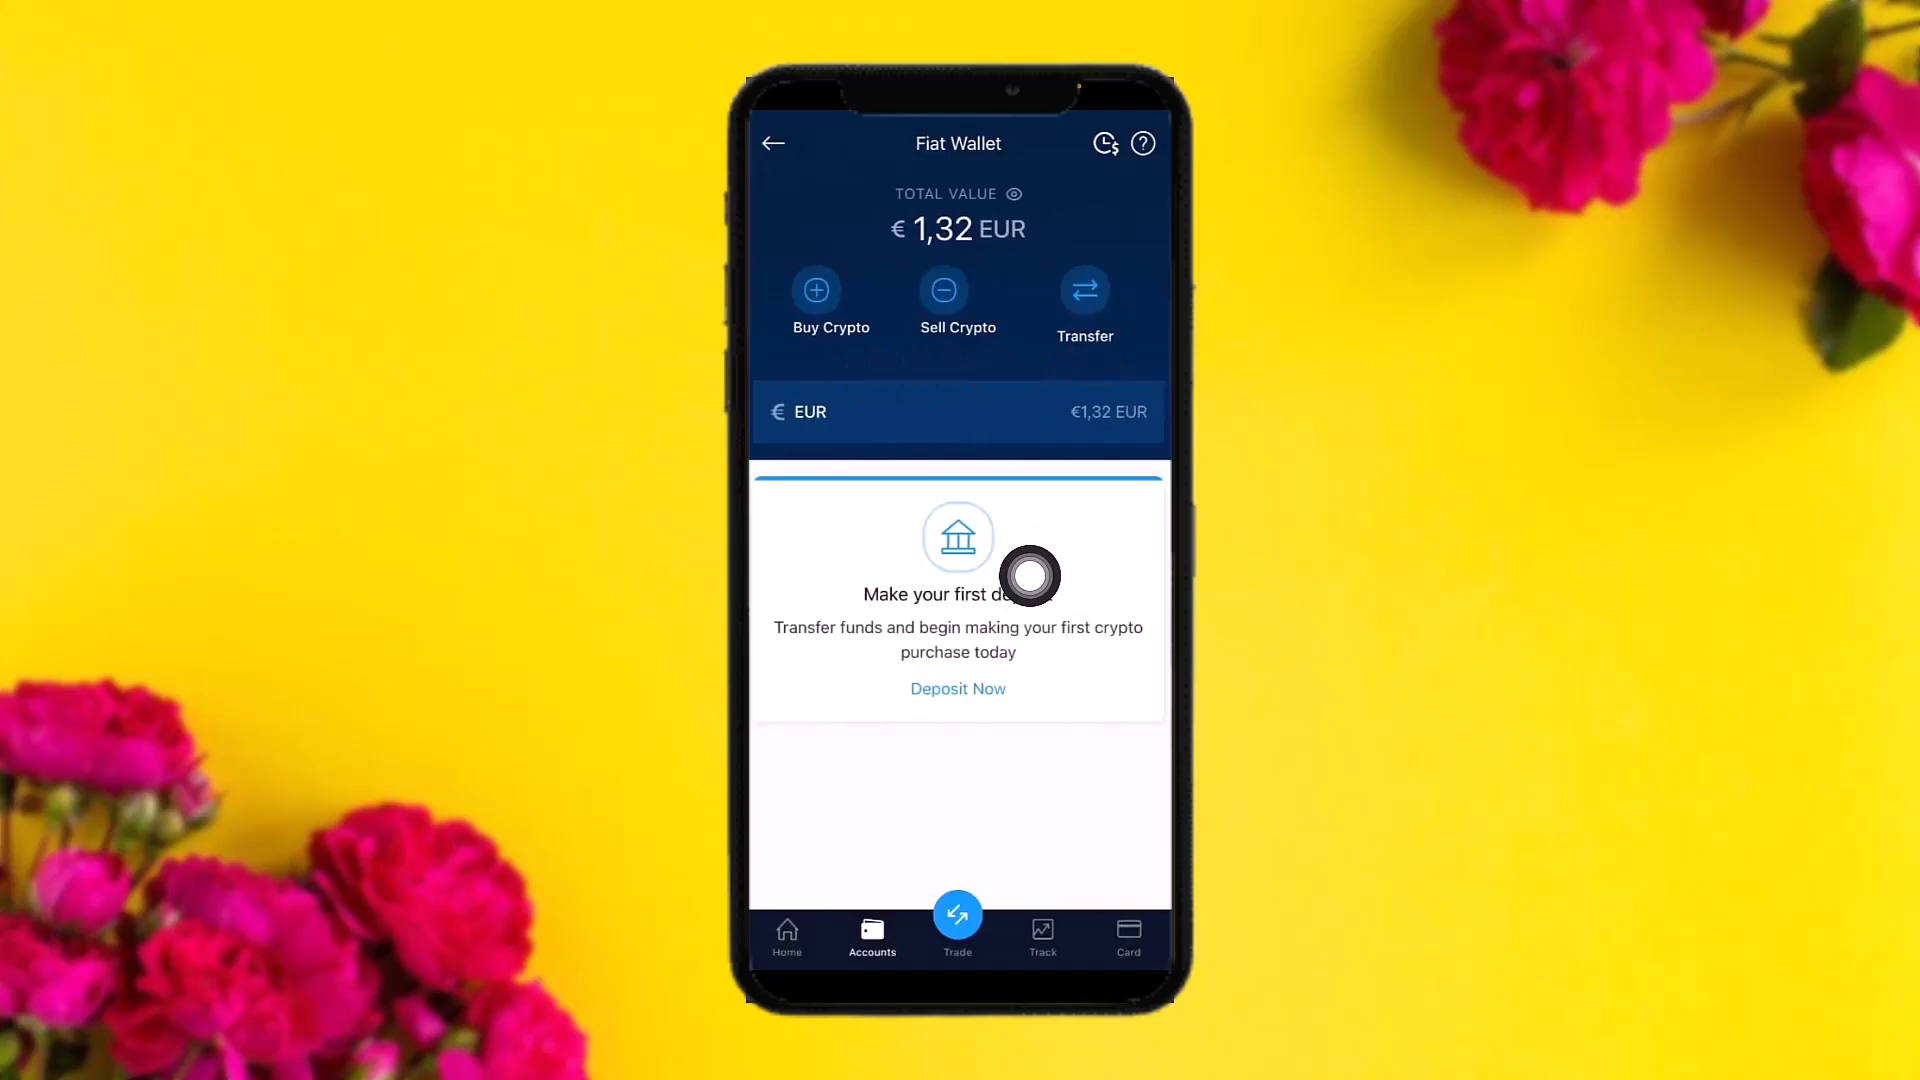 Fiat Wallet
TOTAL VALUE
€ 1,32 EUR
Buy Crypto
Sell Crypto
Transfer
€ EUR
€1,32 EUR
Make your first
Transfer funds and begin making your first crypto
purchase today
Deposit Now
Home
Accounts
Trade
Track
Card